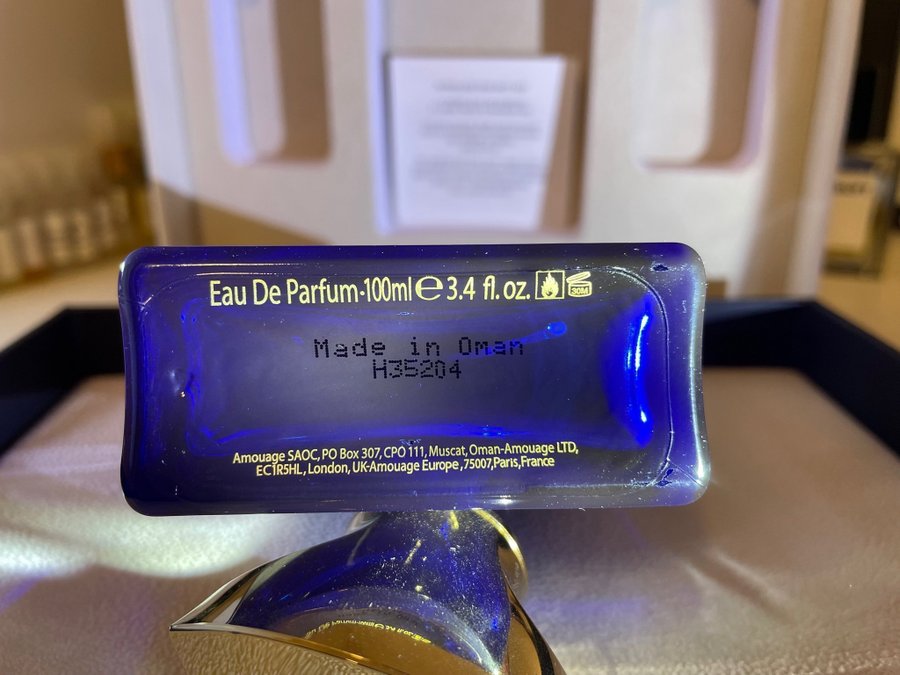 Eau De Parfum·100ml℮3.4 fl. oz.
30M
Made in Oman
H35204
Amouage SAOC, PO Box 307, CPO 111, Muscat, Oman-Amouage LTD,
EC1R5HL, London, UK-Amouage Europe ,75007,Paris,France